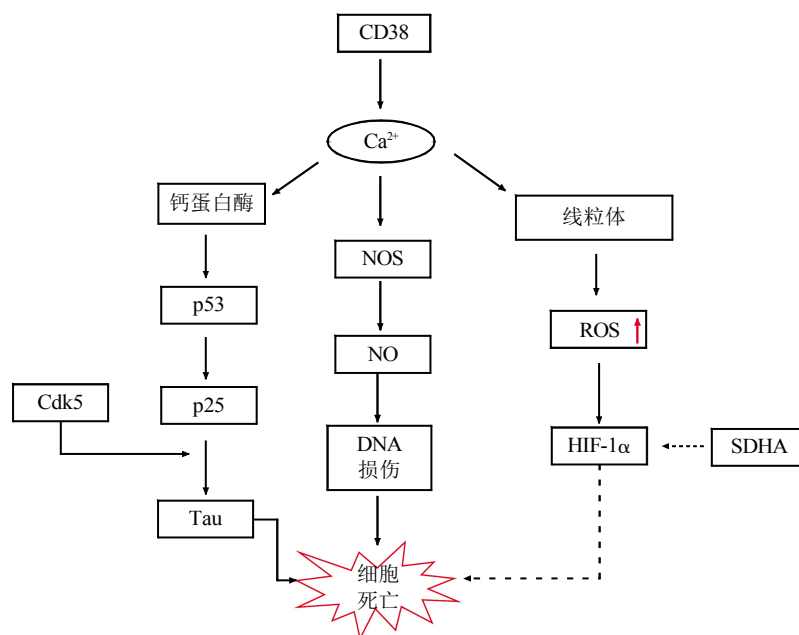 CD38
Ca²⁺
钙蛋白酶
线粒体
NOS
p53
ROS
NO
Cdk5
p25
DNA
损伤
HIF-1α
SDHA
Tau
细胞
死亡